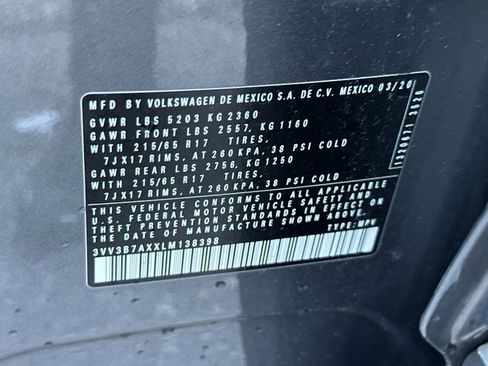 MFD BY VOLKSWAGEN DE MEXICO S.A. DE C.V. MEXICO 03/20
GVWR LBS 5203 KG 2360
GAWR FRONT LBS 2557, KG 1160
WITH 215/65 R17 TIRES.
7JX17 RIMS, AT 260 KPA, 38 PSI COLD
GAWR REAR LBS 2756, KG 1250
WITH 215/65 R17 TIRES.
7JX17 RIMS, AT 260 KPA, 38 PSI COLD
THIS VEHICLE CONFORMS TO ALL APPLICABLE
U.S. FEDERAL MOTOR VEHICLE SAFETY AND
THEFT PREVENTION STANDARDS IN EFFECT ON
THE DATE OF MANUFACTURE SHOWN ABOVE.
3VV3B7AXXLM138398 TYPE: MPV